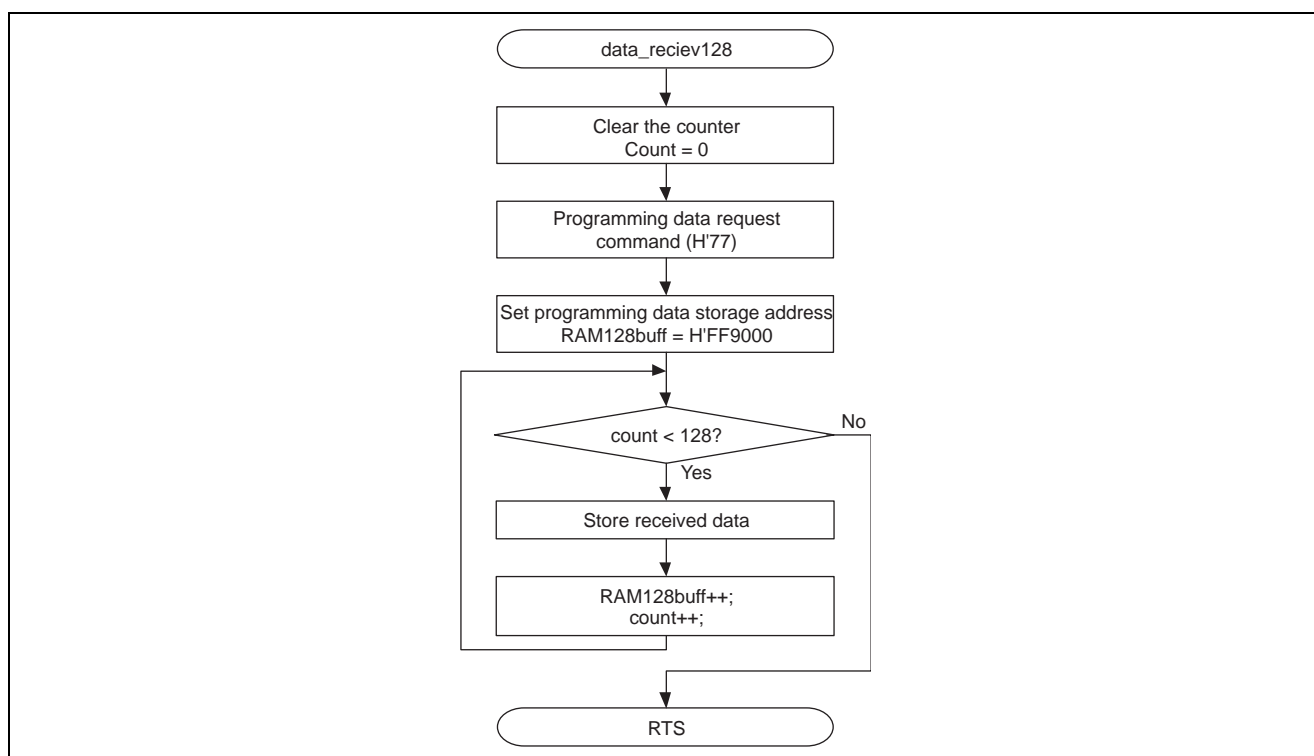 data_reciev128
Clear the counter
Count = 0
Programming data request
command (H'77)
Set programming data storage address
RAM128buff = H'FF9000
count < 128?
No
Yes
Store received data
RAM128buff++;
count++;
RTS